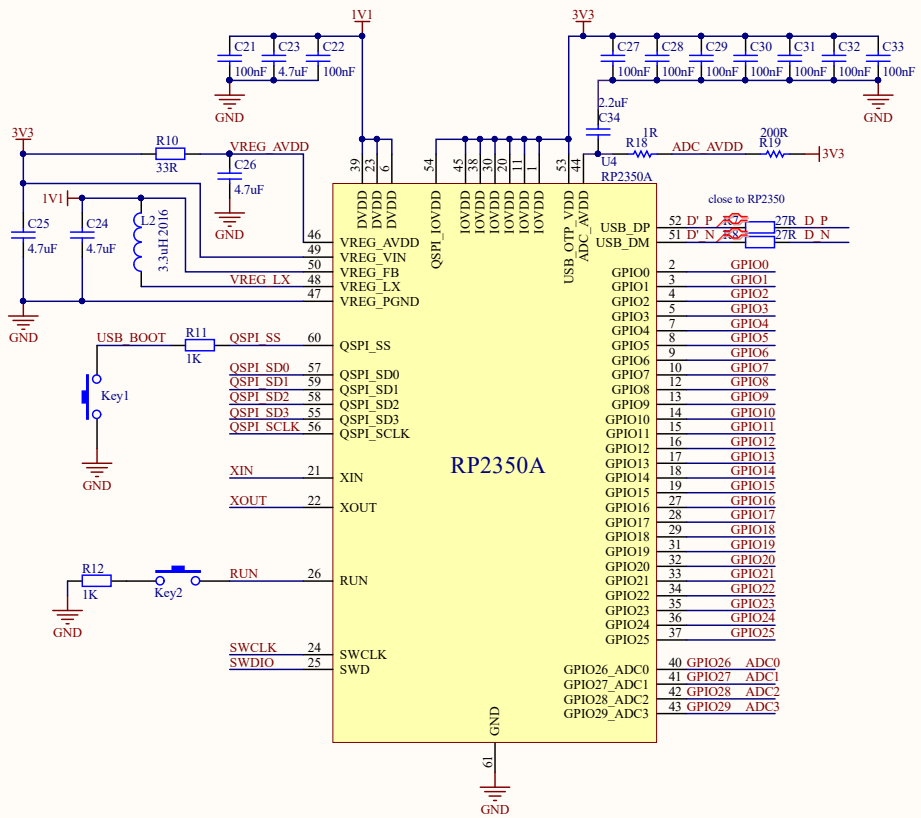 1V1
3V3
C21
C23
C22
100nF
4.7uF
100nF
GND
C27
C28
C29
C30
C31
C32
C33
100nF
100nF
100nF
100nF
100nF
100nF
100nF
GND
2.2uF
C34
3V3
R10
33R
VREG_AVDD
C26
4.7uF
GND
1R
R18
ADC_AVDD
200R
R19
3V3
U4
RP2350A
39
23
6
54
45
38
30
20
11
1
53
44
DVDD
DVDD
DVDD
QSPI_IOVDD
IOVDD
IOVDD
IOVDD
IOVDD
IOVDD
IOVDD
USB_OTP_VDD
ADC_AVDD
1V1
C25
4.7uF
C24
4.7uF
L2
3.3uH 2016
VREG_LX
GND
46 VREG_AVDD
49 VREG_VIN
50 VREG_FB
48 VREG_LX
47 VREG_PGND
close to RP2350
USB_DP 52 D'_P 27R D_P
USB_DM 51 D'_N R8 27R D_N
USB_BOOT
R11
1K
QSPI_SS 60 QSPI_SS
Key1
GND
QSPI_SD0 57 QSPI_SD0
QSPI_SD1 59 QSPI_SD1
QSPI_SD2 58 QSPI_SD2
QSPI_SD3 55 QSPI_SD3
QSPI_SCLK 56 QSPI_SCLK
XIN 21 XIN
XOUT 22 XOUT
R12
1K
Key2
RUN 26 RUN
GND
SWCLK 24 SWCLK
SWDIO 25 SWD
RP2350A
GPIO0 2 GPIO0
GPIO1 3 GPIO1
GPIO2 4 GPIO2
GPIO3 5 GPIO3
GPIO4 7 GPIO4
GPIO5 8 GPIO5
GPIO6 9 GPIO6
GPIO7 10 GPIO7
GPIO8 12 GPIO8
GPIO9 13 GPIO9
GPIO10 14 GPIO10
GPIO11 15 GPIO11
GPIO12 16 GPIO12
GPIO13 17 GPIO13
GPIO14 18 GPIO14
GPIO15 19 GPIO15
GPIO16 27 GPIO16
GPIO17 28 GPIO17
GPIO18 29 GPIO18
GPIO19 31 GPIO19
GPIO20 32 GPIO20
GPIO21 33 GPIO21
GPIO22 34 GPIO22
GPIO23 35 GPIO23
GPIO24 36 GPIO24
GPIO25 37 GPIO25
GPIO26_ADC0 40 GPIO26 ADC0
GPIO27_ADC1 41 GPIO27 ADC1
GPIO28_ADC2 42 GPIO28 ADC2
GPIO29_ADC3 43 GPIO29 ADC3
GND
61
GND